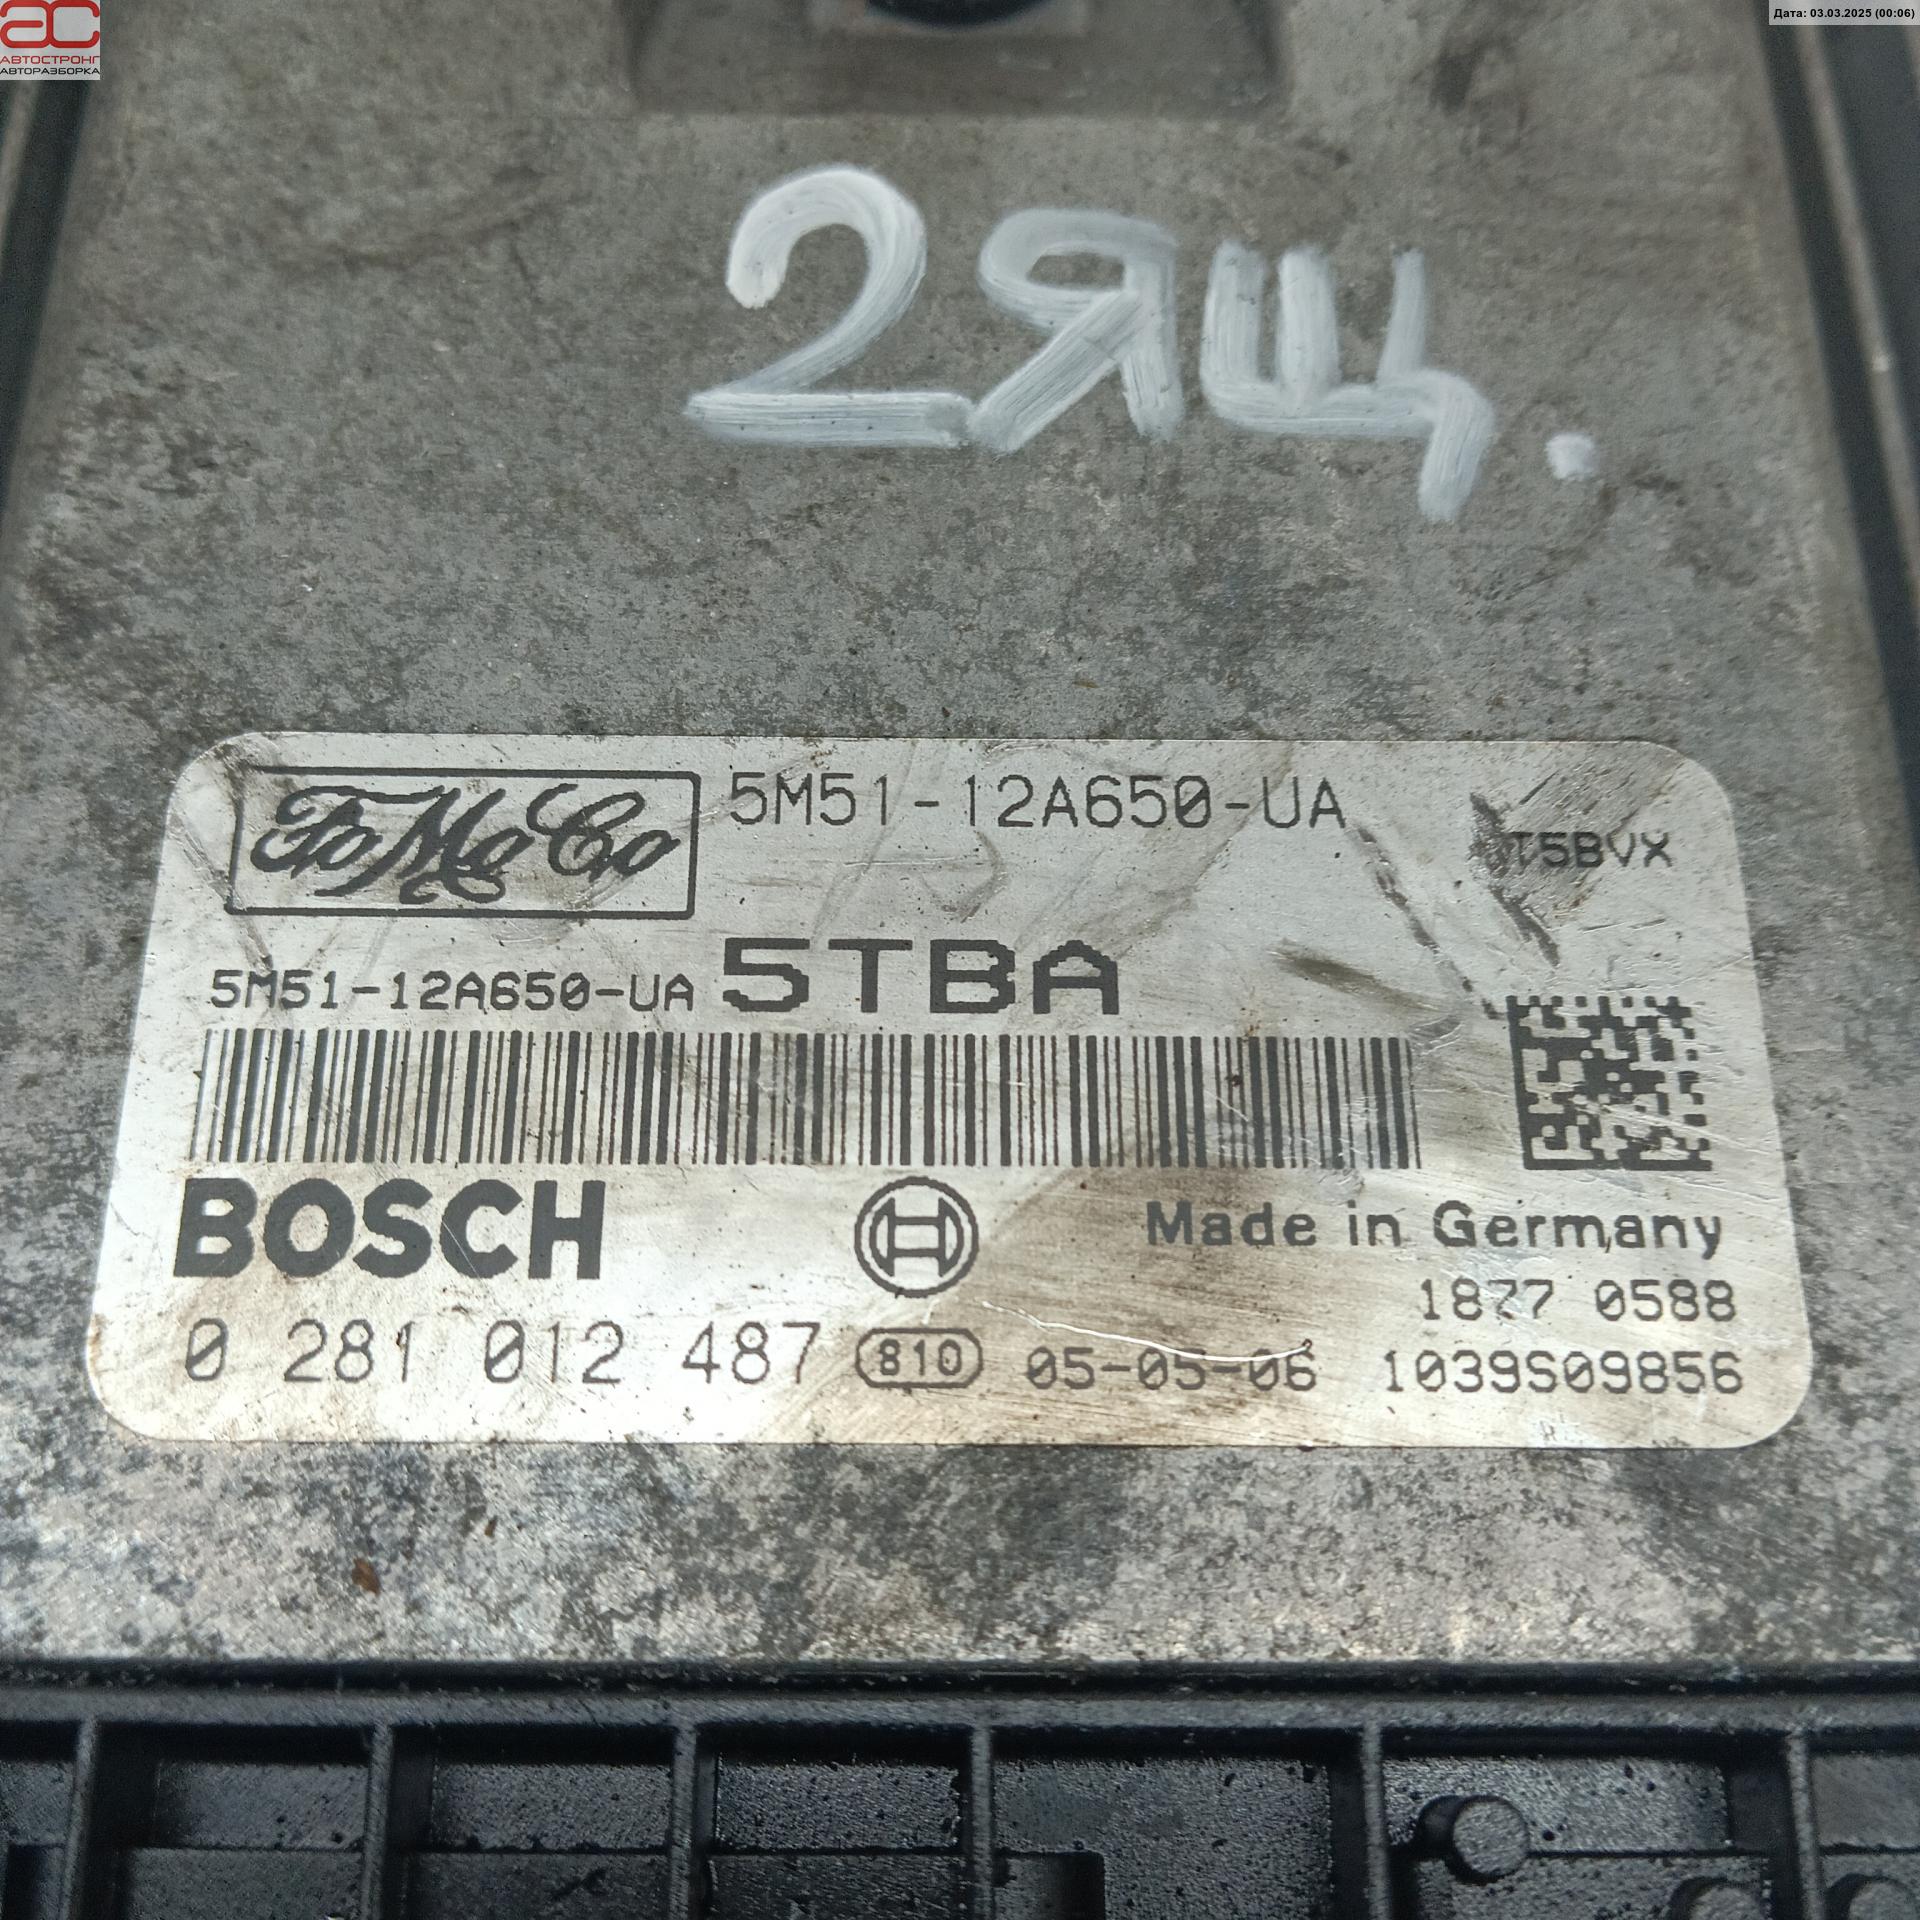 АС
АВТОСТРОНГ
АВТОРАЗБОРКА
Дата: 03.03.2025 (00:06)
2ЯЩ.
FoMoCo
5M51-12A650-UA
T5BVX
5M51-12A650-UA 5TBA
BOSCH
Made in Germany
1877 0588
0 281 012 487 810 05-05-06 1039S09856